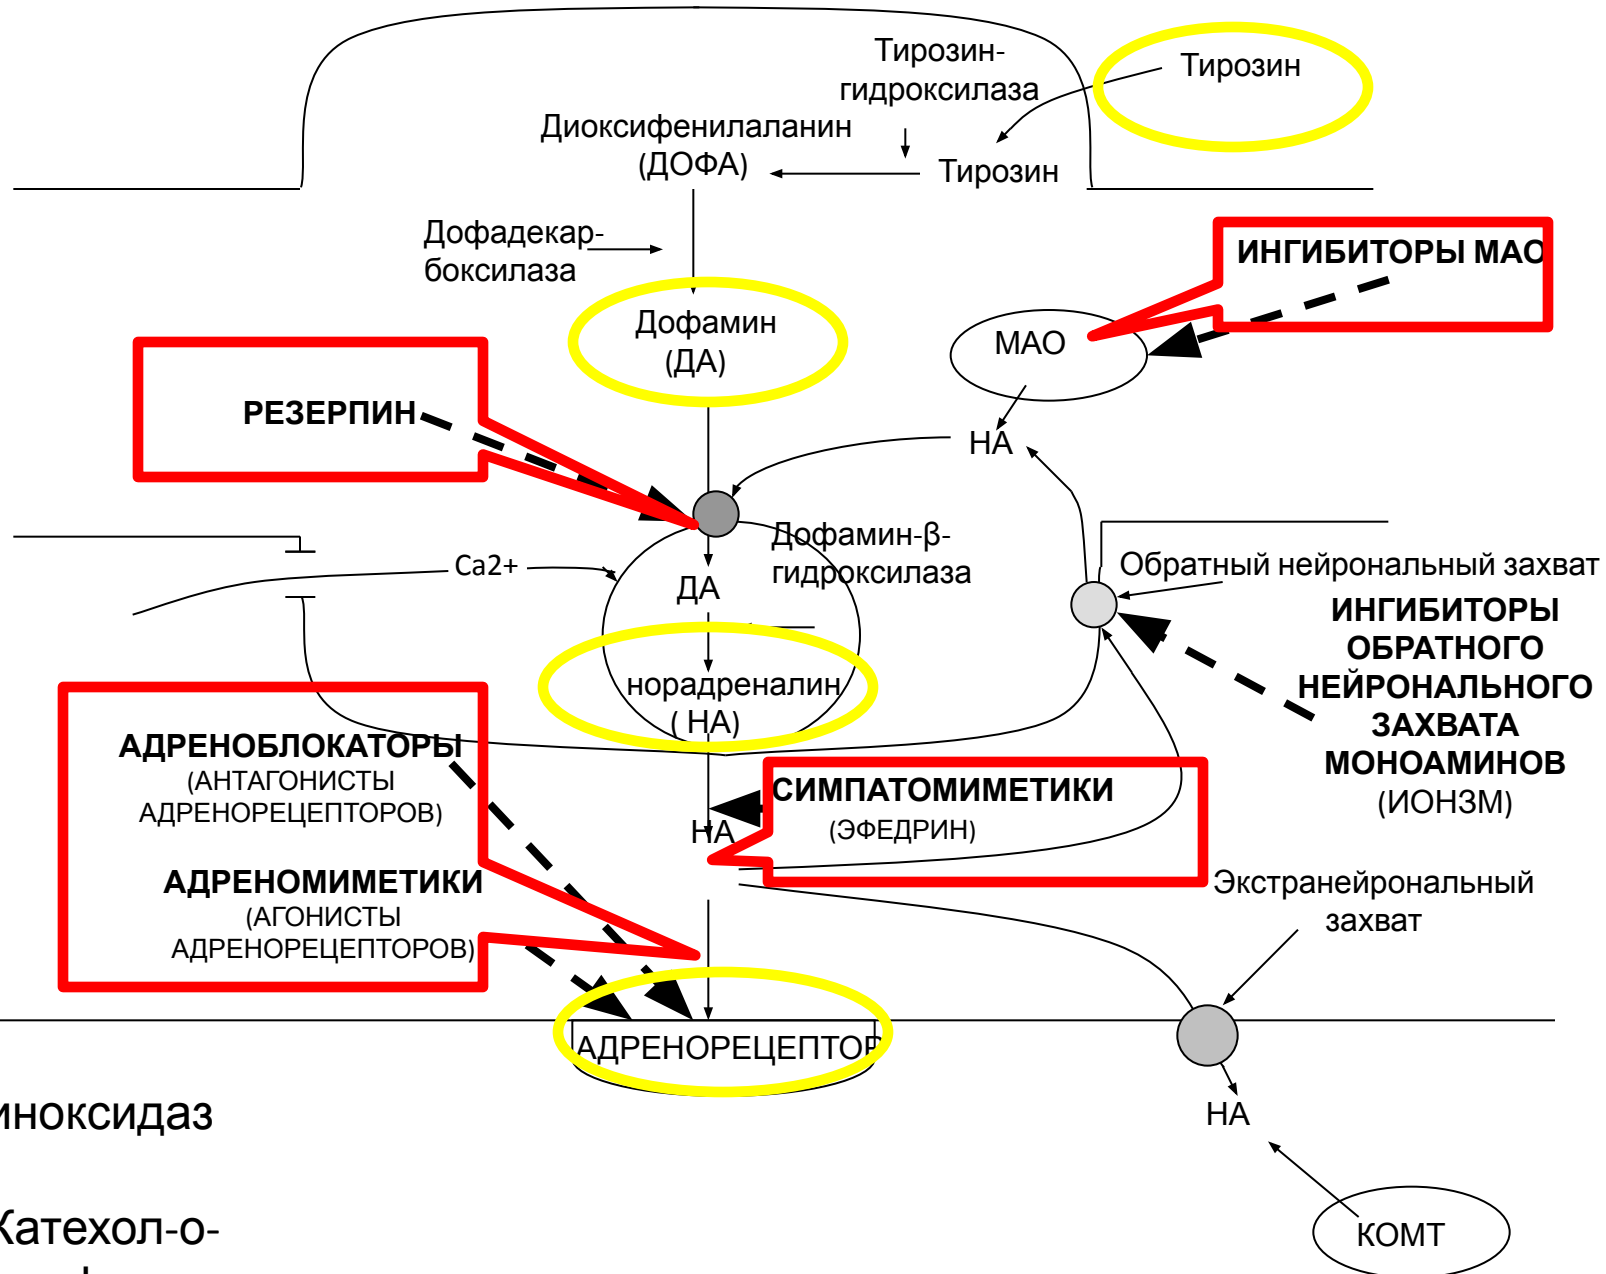 Тирозин-
гидроксилаза
Тирозин
Диоксифенилаланин
(ДОФА)
Тирозин
Дофадекар-
боксилаза
ИНГИБИТОРЫ МАО
Дофамин
(ДА)
МАО
РЕЗЕРПИН
НА
Дофамин-β-
гидроксилаза
Ca2+
ДА
Обратный нейрональный захват
ИНГИБИТОРЫ
ОБРАТНОГО
НЕЙРОНАЛЬНОГО
ЗАХВАТА
МОНОАМИНОВ
(ИОНЗМ)
норадреналин
( НА)
АДРЕНОБЛОКАТОРЫ
(АНТАГОНИСТЫ
АДРЕНОРЕЦЕПТОРОВ)
СИМПАТОМИМЕТИКИ
(ЭФЕДРИН)
НА
АДРЕНОМИМЕТИКИ
(АГОНИСТЫ
АДРЕНОРЕЦЕПТОРОВ)
Экстранейрональный
захват
АДРЕНОРЕЦЕПТОР
иноксидаз
НА
Катехол-о-
КОМТ